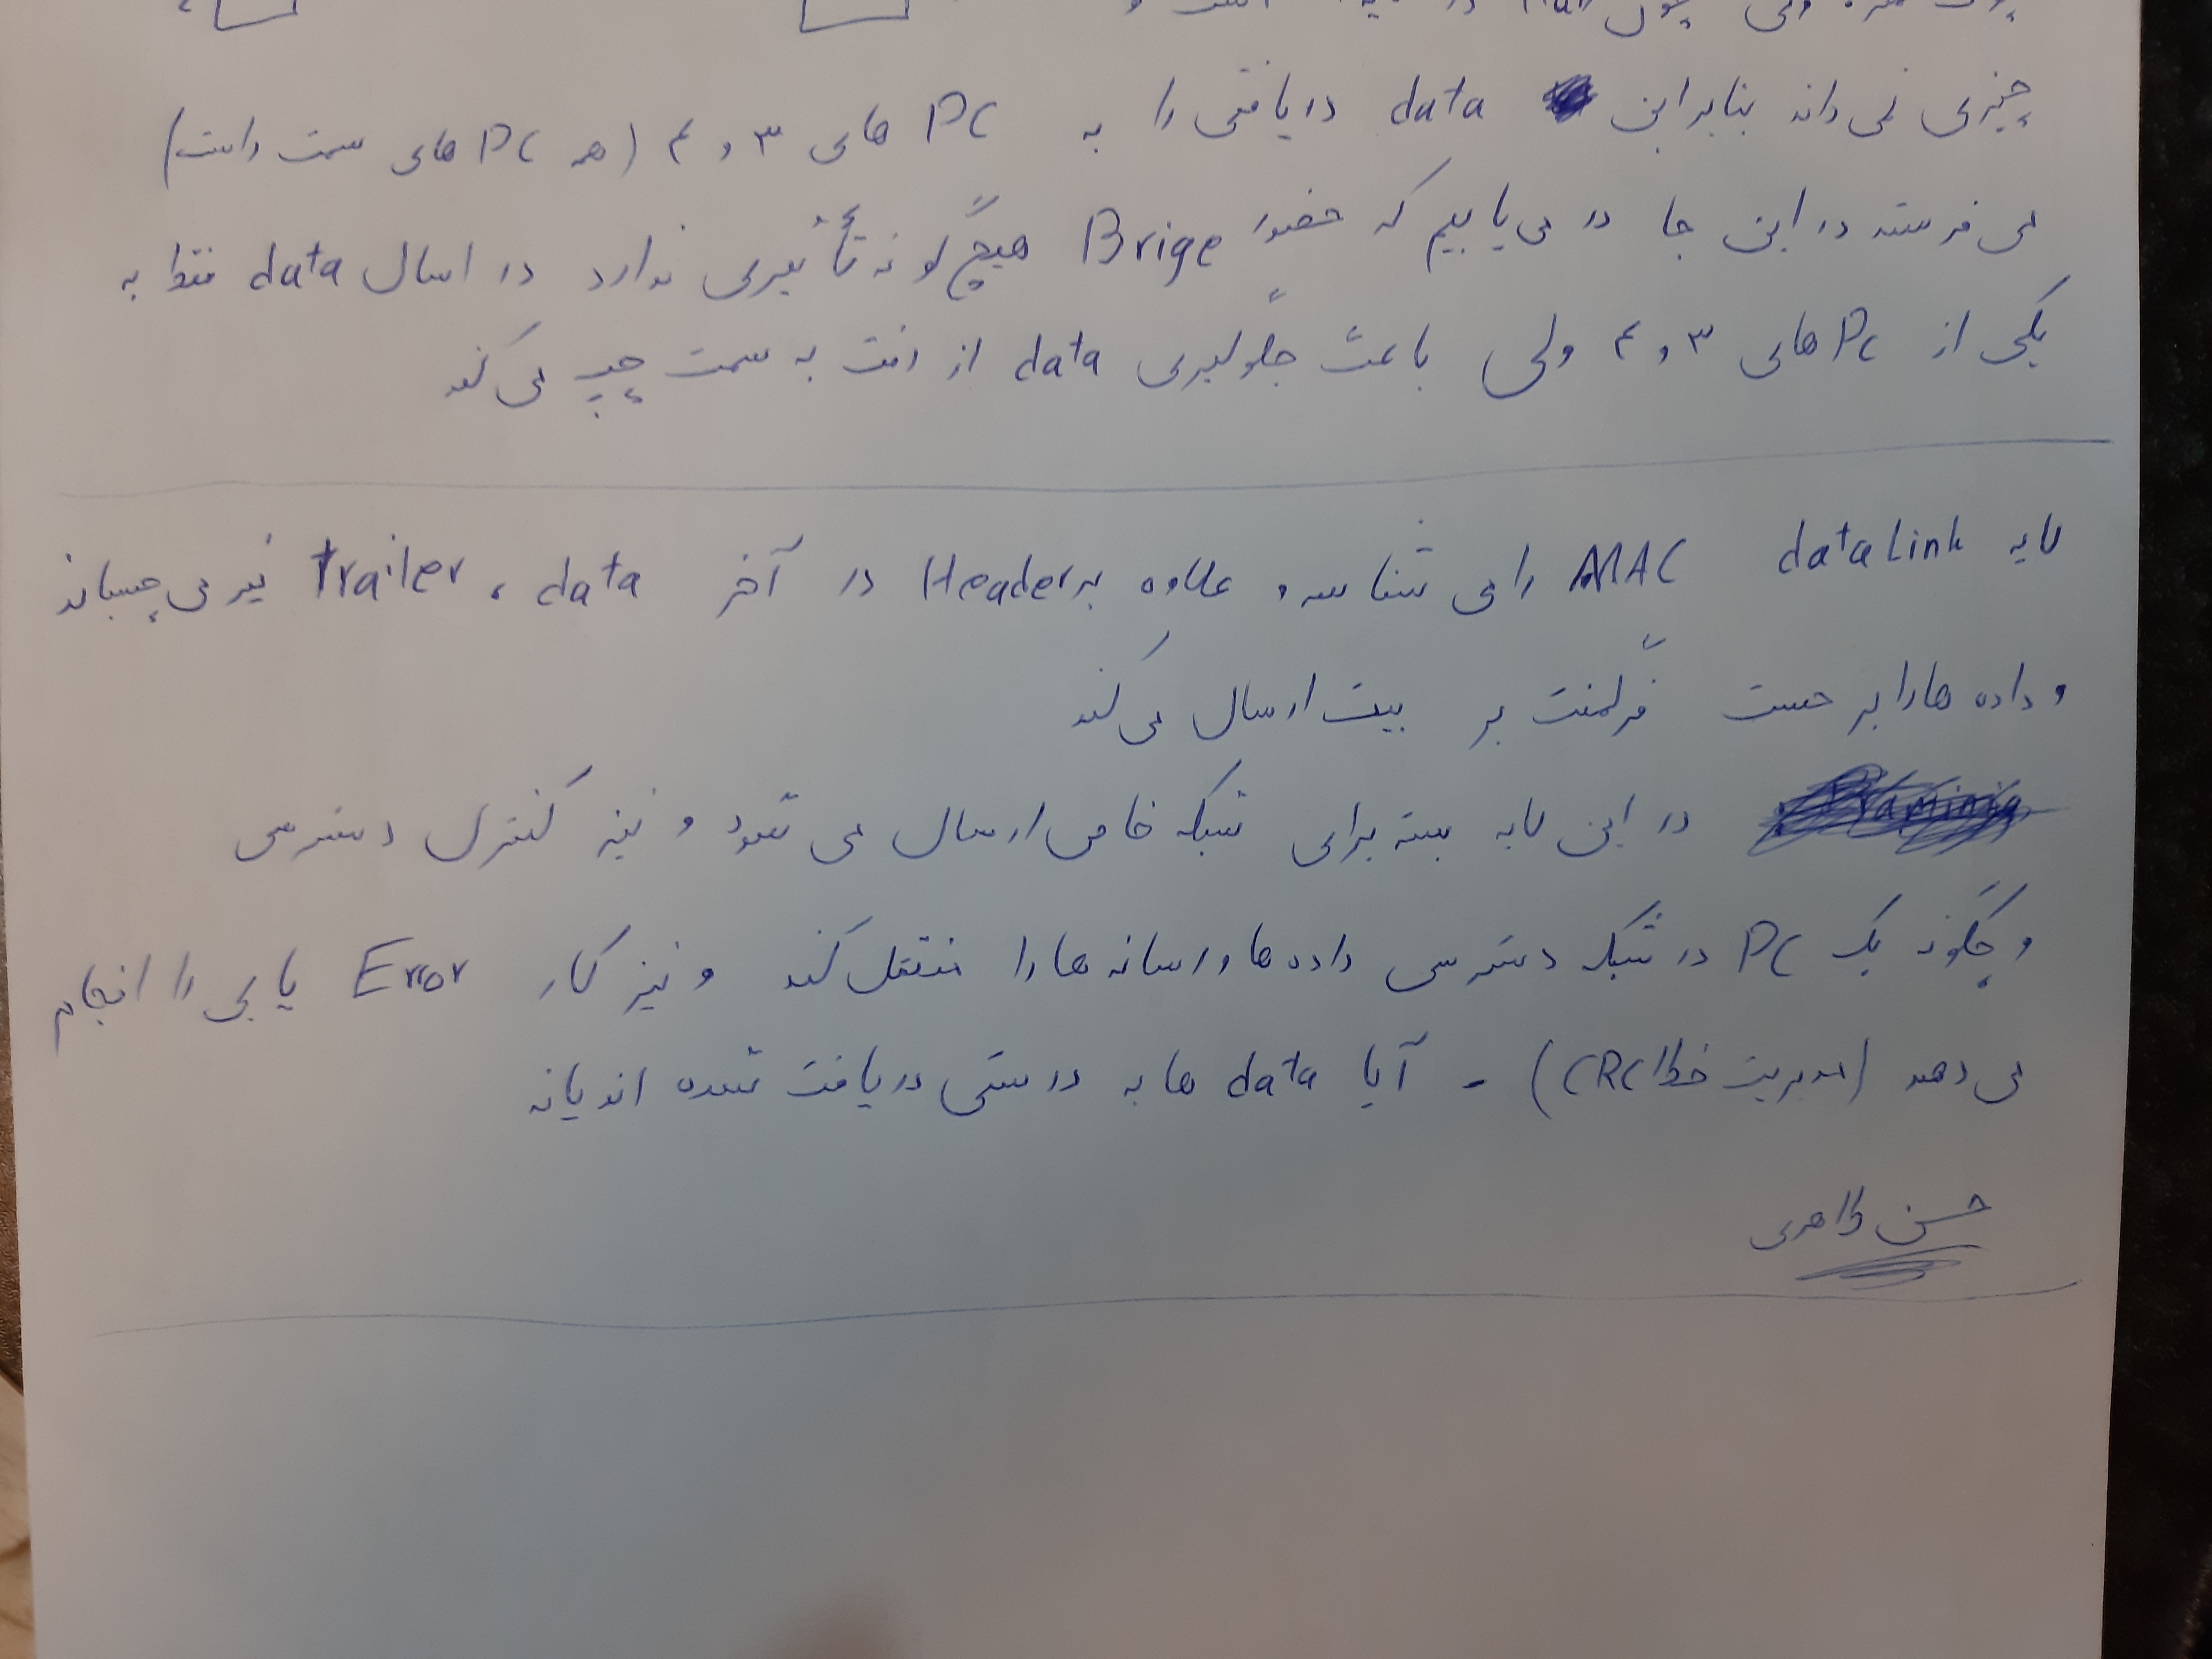 چیزی نمی داند بنابراین data دریافتی را به PC های ۳ و ۴ (همه PC های سمت راست)
می فرستد در این جا در می یابیم که حضور Brige هیچ گونه تأثیری ندارد در ارسال data فقط به
یکی از PC های ۳ و ۴ ولی باعث جلوگیری data از رفت به سمت چپ می کند
لایه dataLink MAC را می شناسد و علاوه بر Header در آخر data، Trailer نیز می چسباند
و داده ها را بر حسب فرلمنت بر بیت ارسال می کند
در این لایه بسته برای شبکه خاص ارسال می شود و نیز کنترل دسترسی
و چگونه یک PC در شبکه دسترسی داده ها و رسانه ها را منتقل کند و نیز کار Error یابی را انجام
می دهد (مدیریت خطا CRC) - آیا data ها به درستی دریافت شده اند یا نه
حسن طاهری